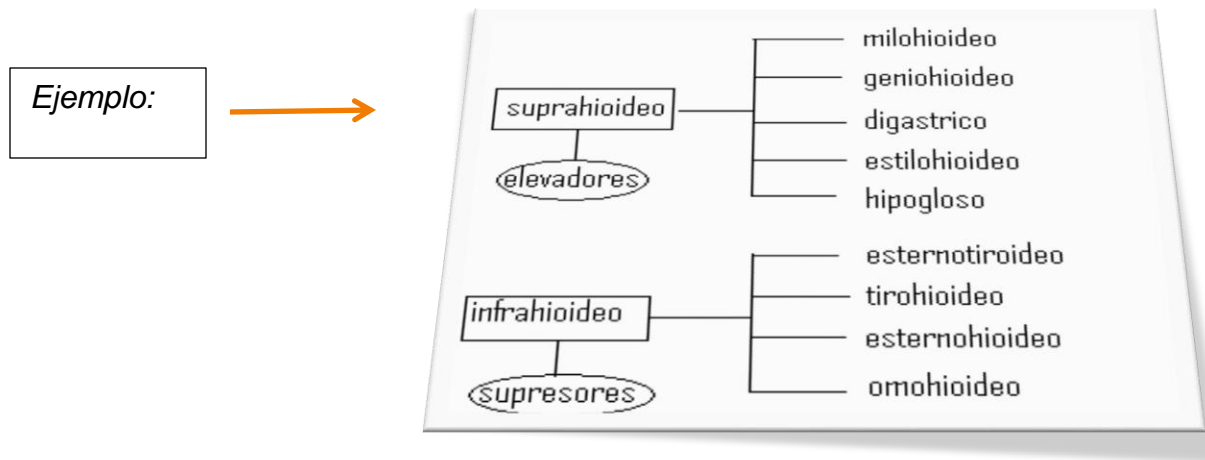 Ejemplo:
suprahioideo
elevadores
milohioideo
geniohioideo
digastrico
estilohioideo
hipogloso
infrahioideo
supresores
esternotiroideo
tirohioideo
esternohioideo
omohioideo